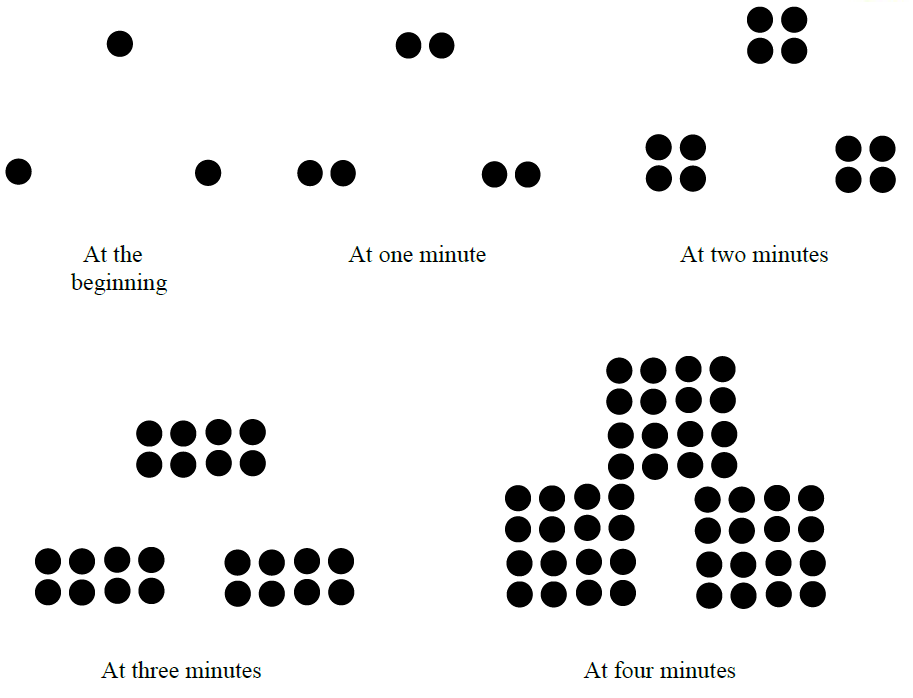 At the
beginning
At one minute
At two minutes
At three minutes
At four minutes